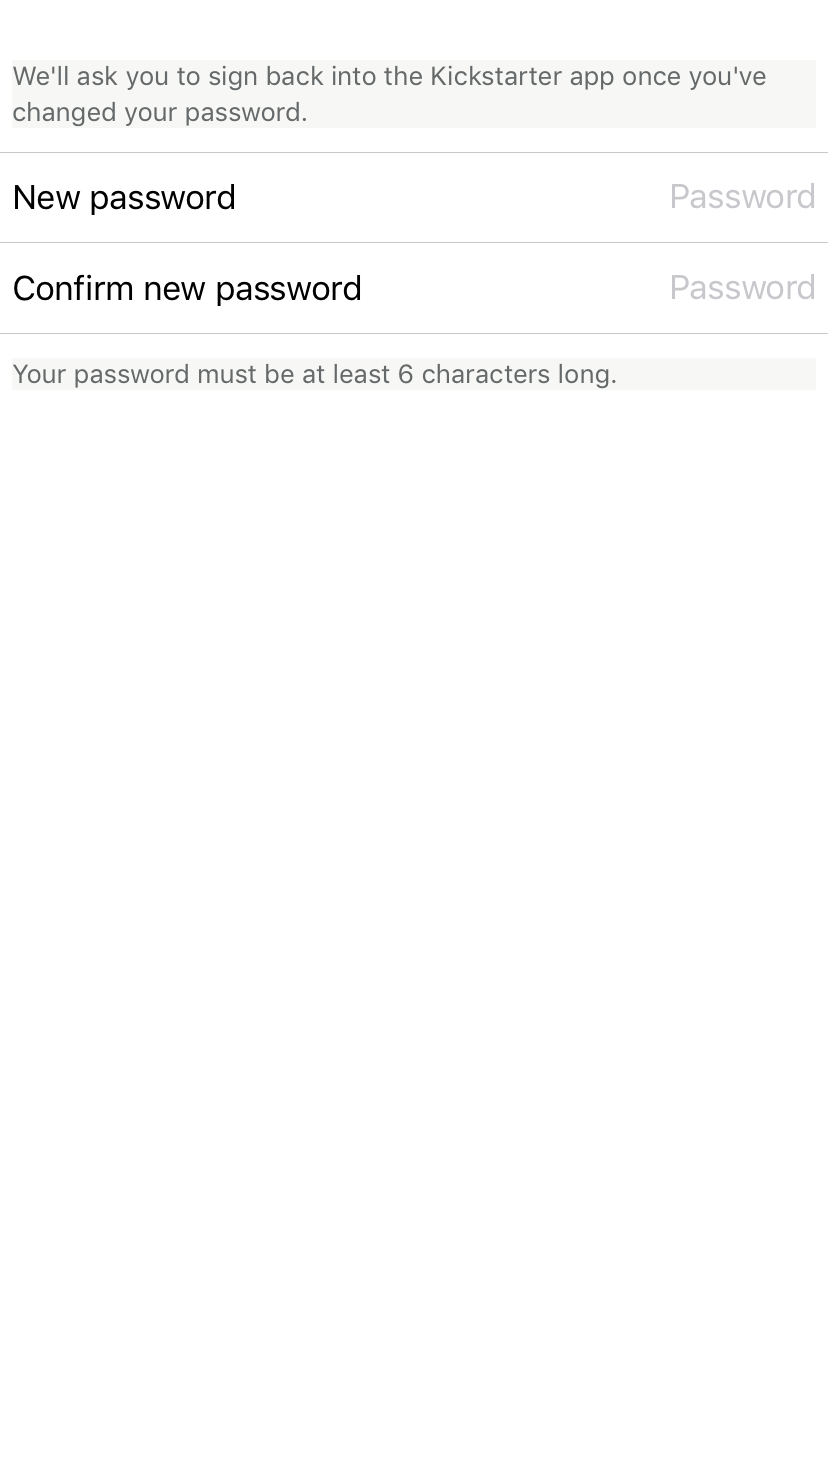 We'll ask you to sign back into the Kickstarter app once you've
changed your password.
New password Password
Confirm new password Password
Your password must be at least 6 characters long.